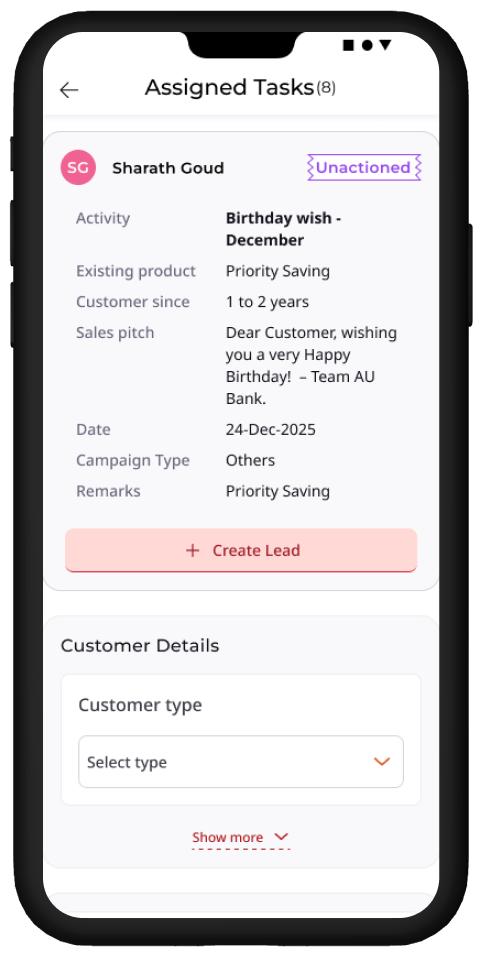 Assigned Tasks(8)
SG
Sharath Goud
Unactioned
Activity
Birthday wish -
December
Existing product
Priority Saving
Customer since
1 to 2 years
Sales pitch
Dear Customer, wishing
you a very Happy
Birthday!  – Team AU
Bank.
Date
24-Dec-2025
Campaign Type
Others
Remarks
Priority Saving
+ Create Lead
Customer Details
Customer type
Select type
Show more